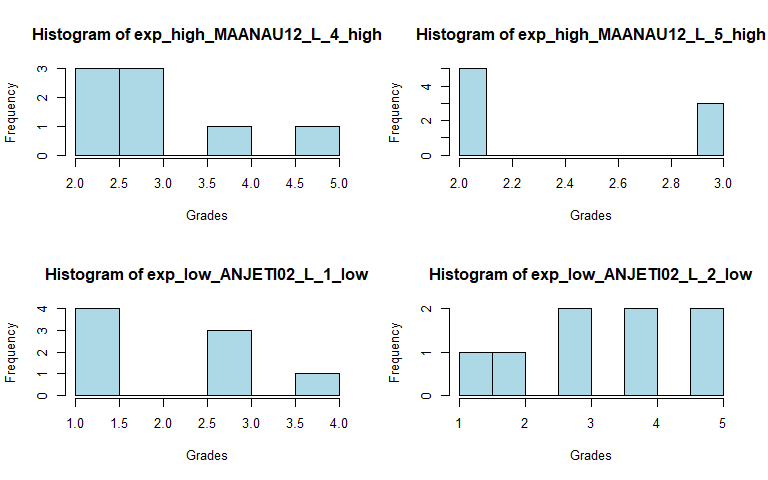 Histogram of exp_high_MAANAU12_L_4_high
Frequency
0 1 2 3
2.0 2.5 3.0 3.5 4.0 4.5 5.0
Grades
Histogram of exp_high_MAANAU12_L_5_high
Frequency
0 2 4
2.0 2.2 2.4 2.6 2.8 3.0
Grades
Histogram of exp_low_ANJETI02_L_1_low
Frequency
0 1 2 3 4
1.0 1.5 2.0 2.5 3.0 3.5 4.0
Grades
Histogram of exp_low_ANJETI02_L_2_low
Frequency
0 1 2
1 2 3 4 5
Grades